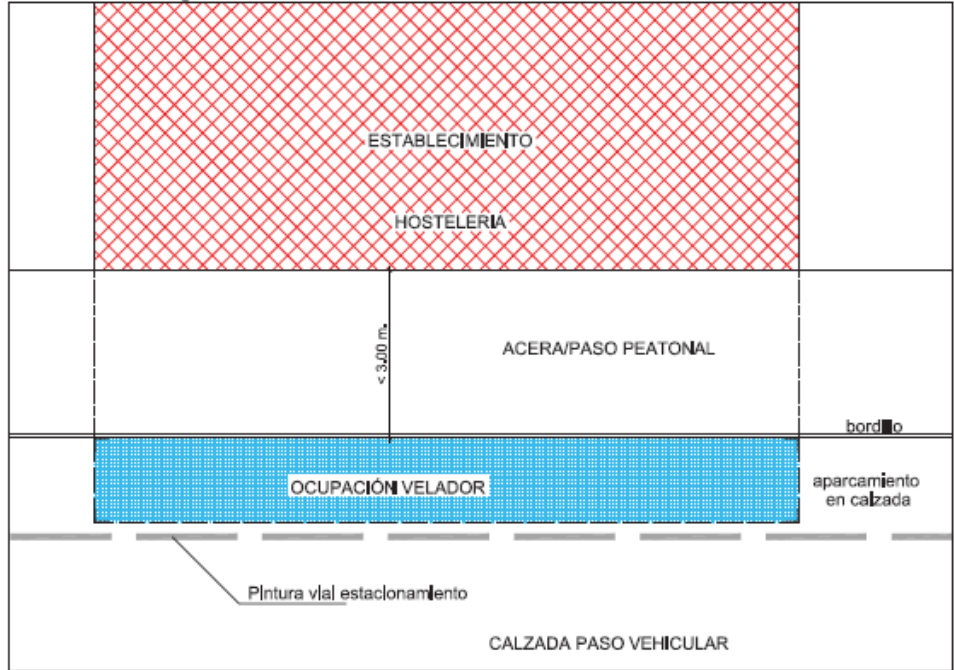 ESTABLECIMIENTO
HOSTELERIA
< 3.00 m.
ACERA/PASO PEATONAL
bordillo
OCUPACIÓN VELADOR
aparcamiento
en calzada
Pintura vial estacionamiento
CALZADA PASO VEHICULAR